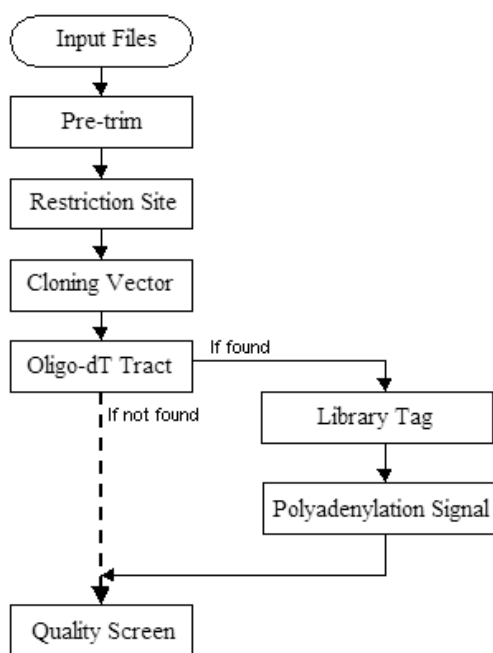 Input Files
Pre-trim
Restriction Site
Cloning Vector
Oligo-dT Tract
If found
If not found
Library Tag
Polyadenylation Signal
Quality Screen